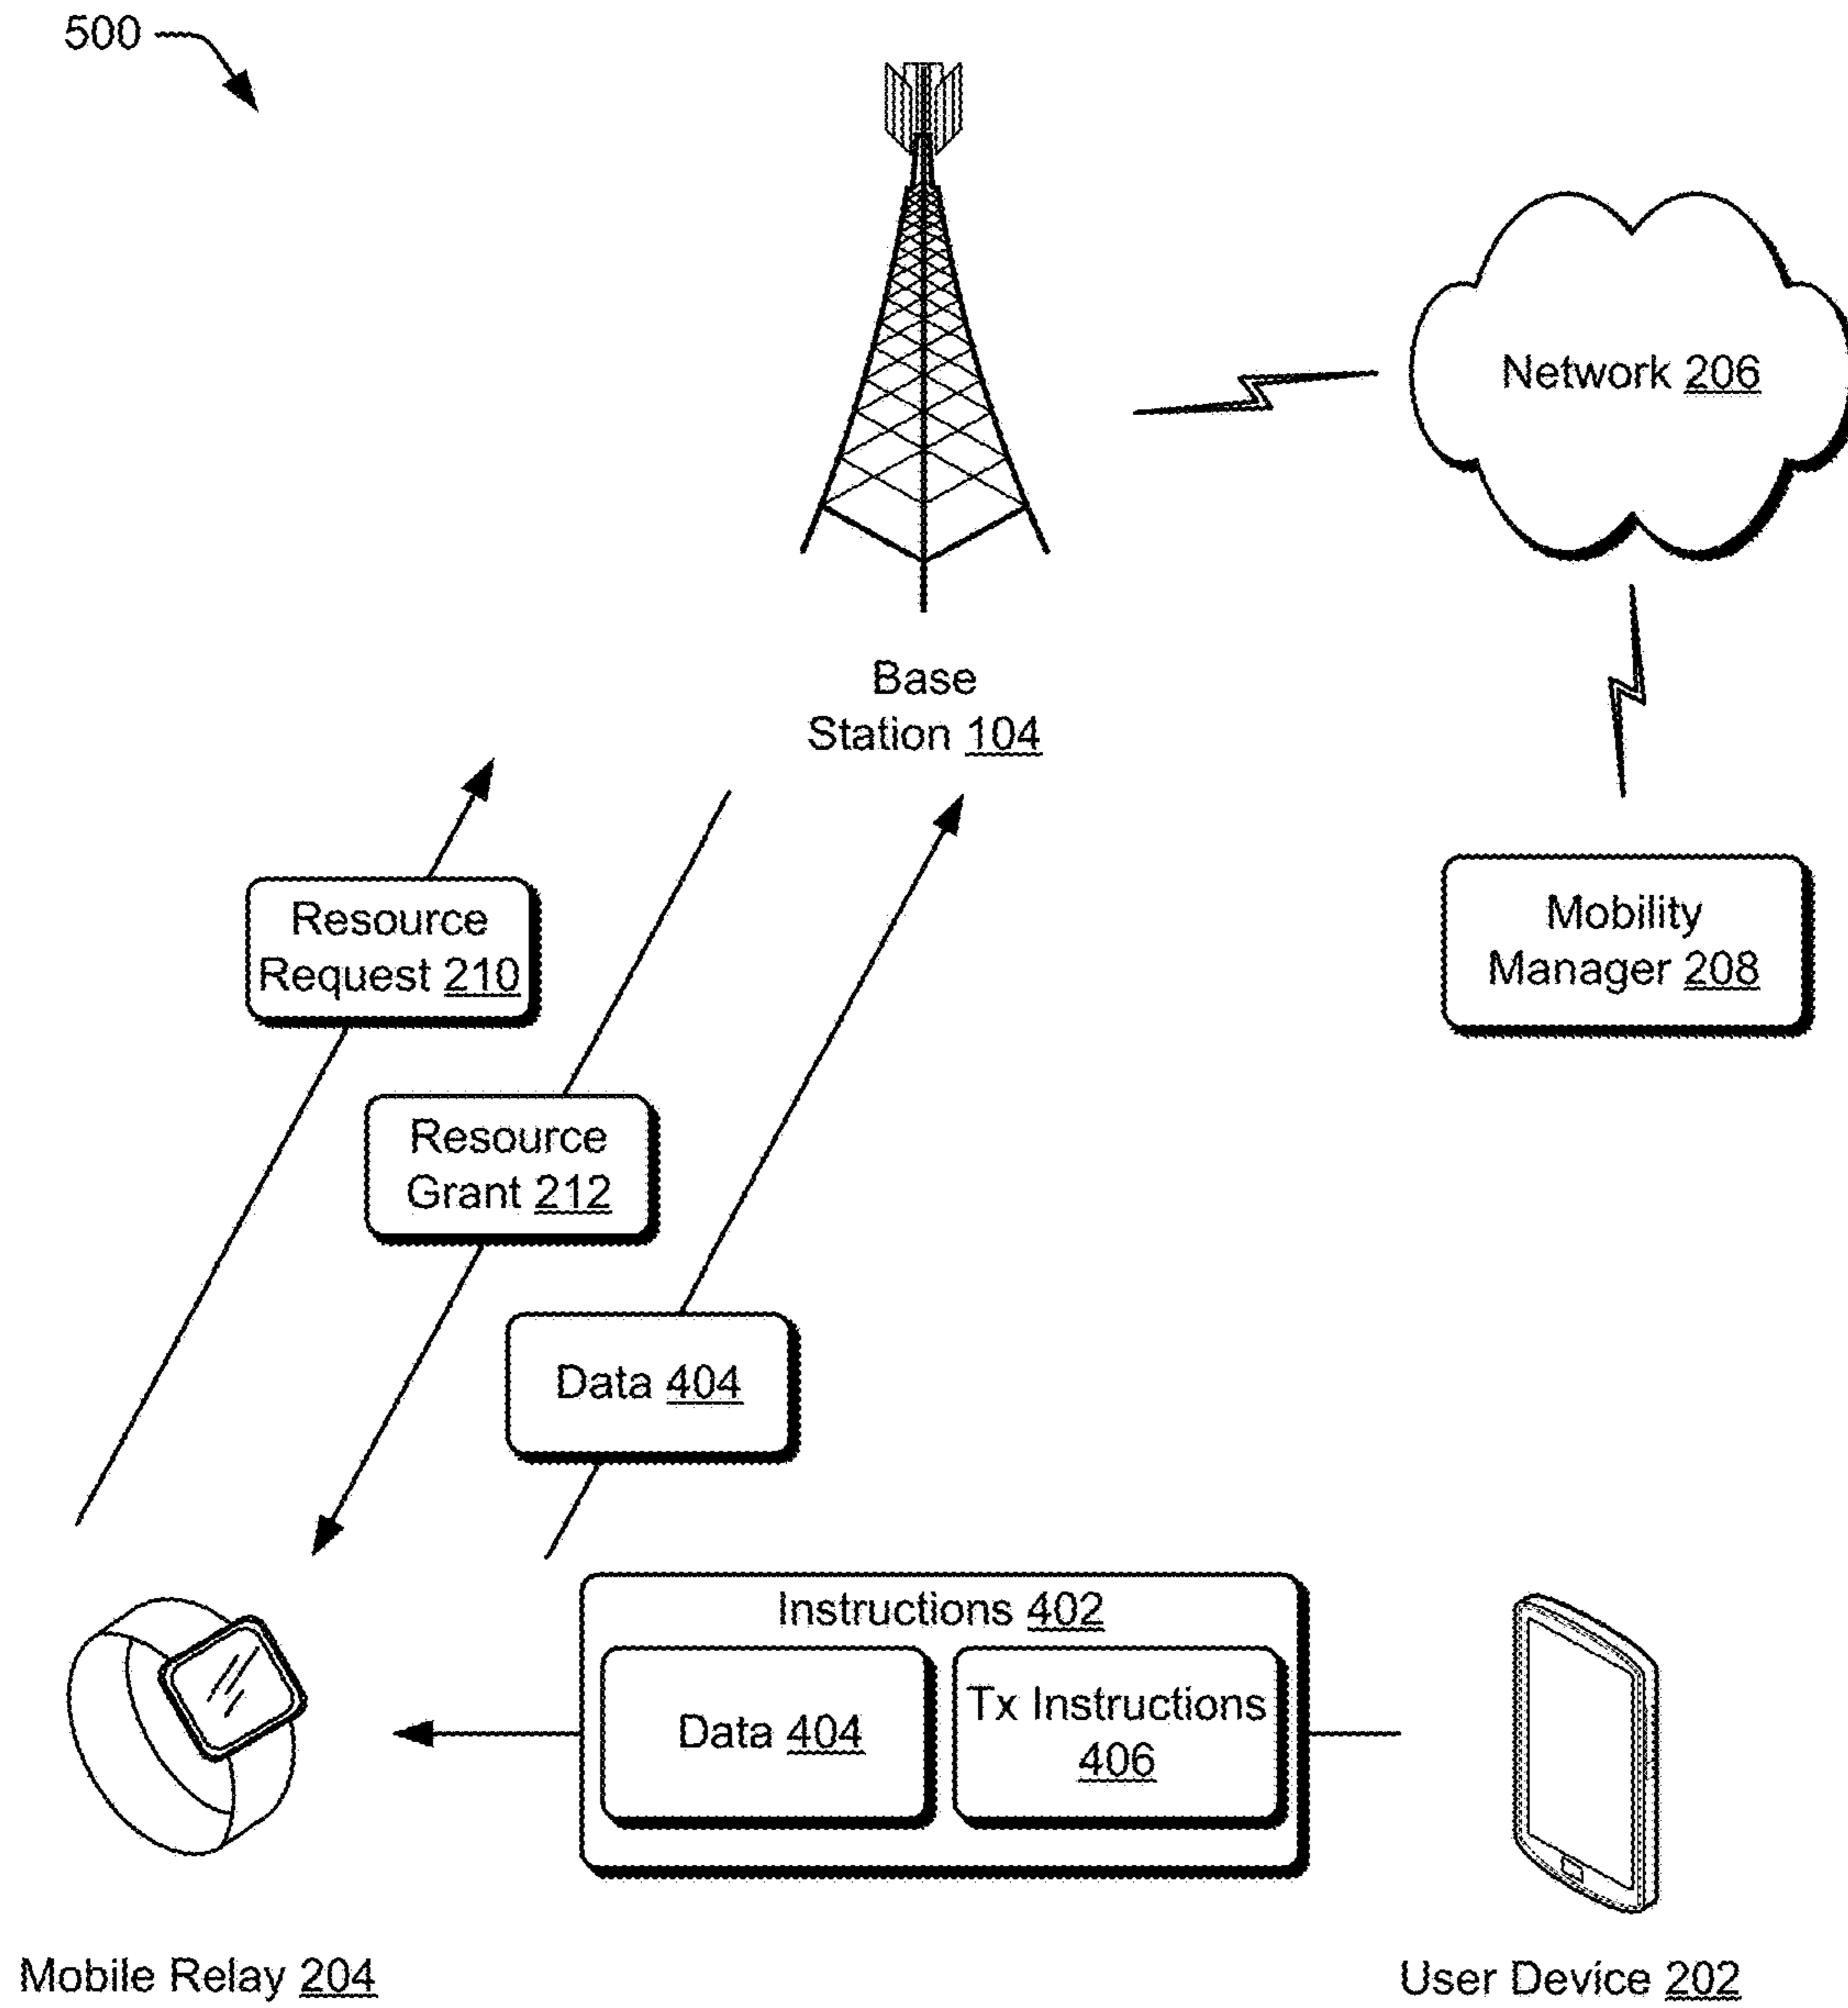 500
Network 206
Base
Station 104
Resource
Request 210
Mobility
Manager 208
Resource
Grant 212
Data 404
Instructions 402
Data 404
Tx Instructions
406
Mobile Relay 204
User Device 202